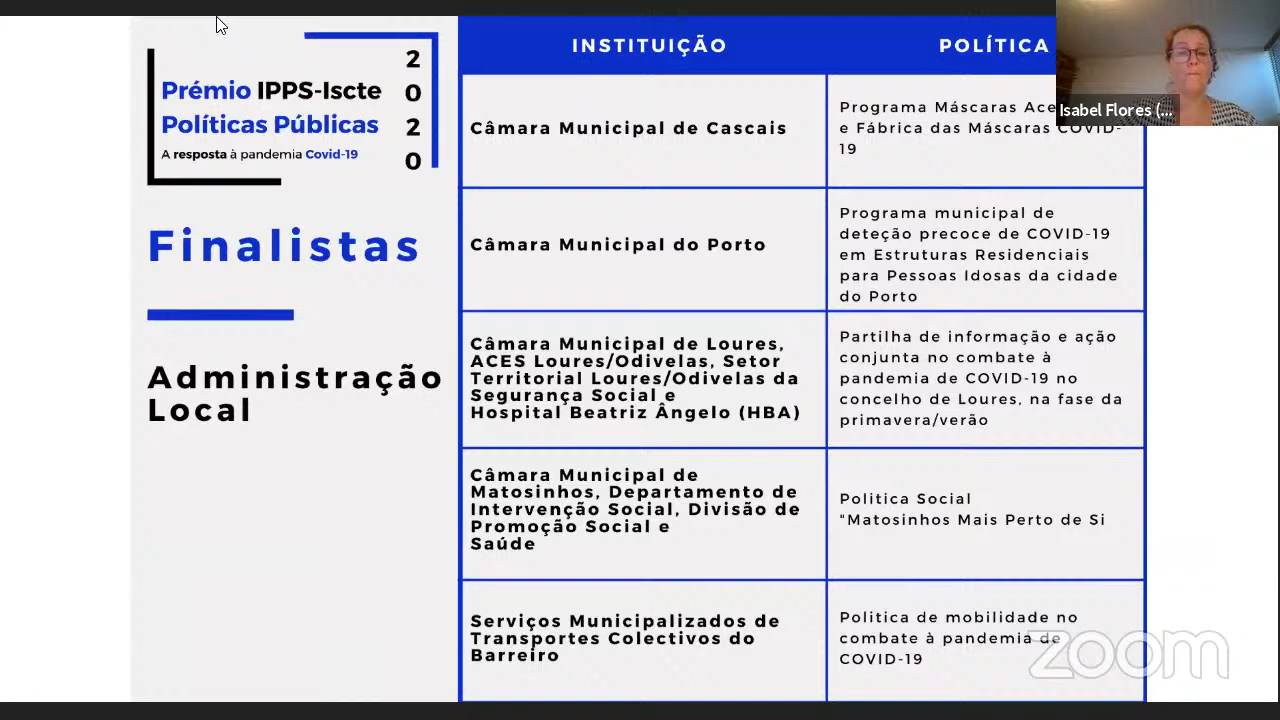 Prémio IPPS-Iscte
Políticas Públicas
A resposta à pandemia Covid-19
2
0
2
0
Finalistas
Administração
Local
INSTITUIÇÃO
POLÍTICA
Câmara Municipal de Cascais
Programa Máscaras
e Fábrica das Máscaras COVID-
19
Câmara Municipal do Porto
Programa municipal de
deteção precoce de COVID-19
em Estruturas Residenciais
para Pessoas Idosas da cidade
do Porto
Câmara Municipal de Loures,
ACES Loures/Odivelas, Setor
Territorial Loures/Odivelas da
Segurança Social e
Hospital Beatriz Ângelo (HBA)
Partilha de informação e ação
conjunta no combate à
pandemia de COVID-19 no
concelho de Loures, na fase da
primavera/verão
Câmara Municipal de
Matosinhos, Departamento de
Intervenção Social, Divisão de
Promoção Social e
Saúde
Politica Social
"Matosinhos Mais Perto de Si
Serviços Municipalizados de
Transportes Colectivos do
Barreiro
Politica de mobilidade no
combate à pandemia de
COVID-19
Isabel Flores (...
zoom